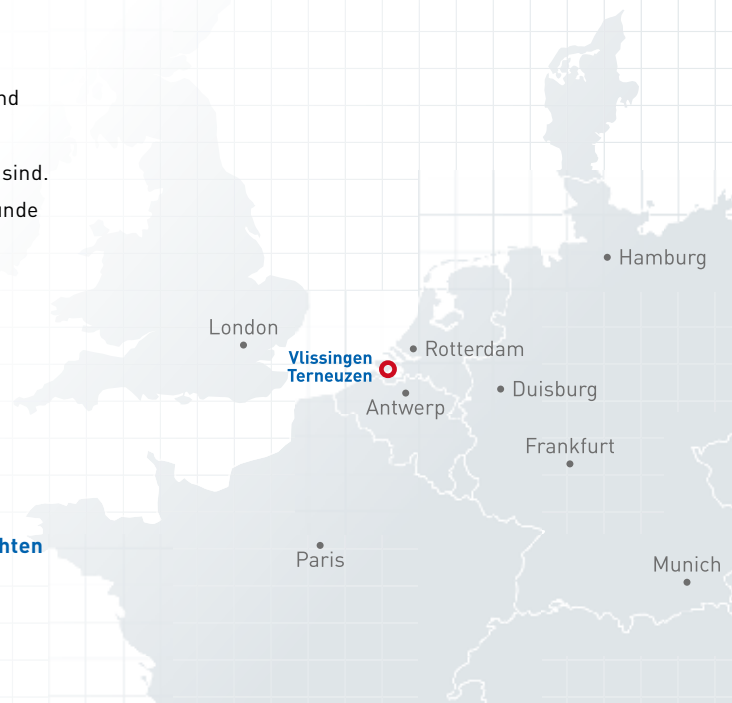 nd
sind.
unde
Hamburg
London
Vlissingen
Terneuzen
Rotterdam
Duisburg
Antwerp
Frankfurt
hten
Paris
Munich